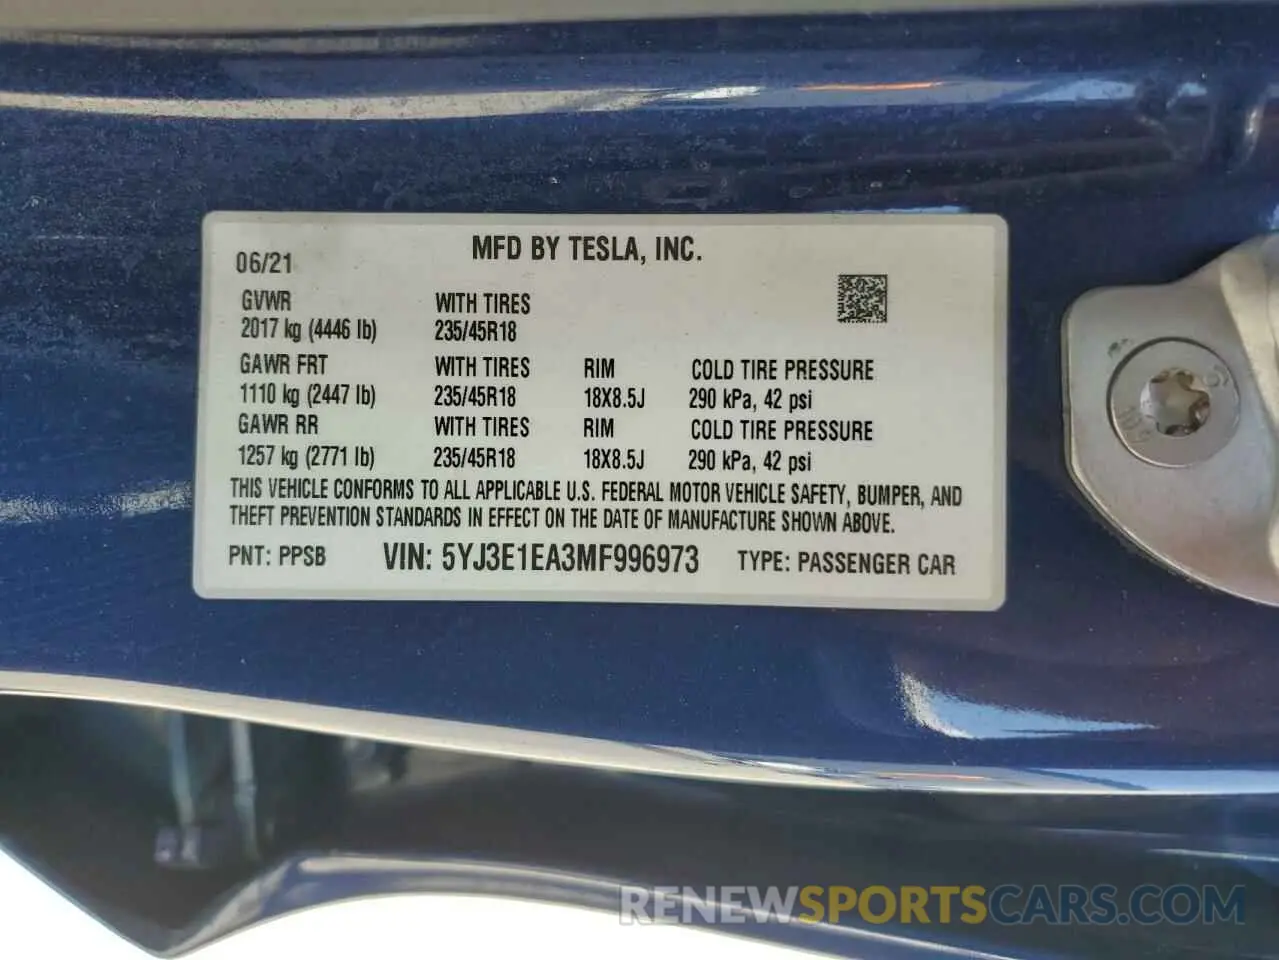 MFD BY TESLA, INC.
06/21
GVWR WITH TIRES
2017 kg (4446 lb) 235/45R18
GAWR FRT WITH TIRES RIM COLD TIRE PRESSURE
1110 kg (2447 lb) 235/45R18 18X8.5J 290 kPa, 42 psi
GAWR RR WITH TIRES RIM COLD TIRE PRESSURE
1257 kg (2771 lb) 235/45R18 18X8.5J 290 kPa, 42 psi
THIS VEHICLE CONFORMS TO ALL APPLICABLE U.S. FEDERAL MOTOR VEHICLE SAFETY, BUMPER, AND
THEFT PREVENTION STANDARDS IN EFFECT ON THE DATE OF MANUFACTURE SHOWN ABOVE.
PNT: PPSB VIN: 5YJ3E1EA3MF996973 TYPE: PASSENGER CAR
RENEWSPORTSCARS.COM